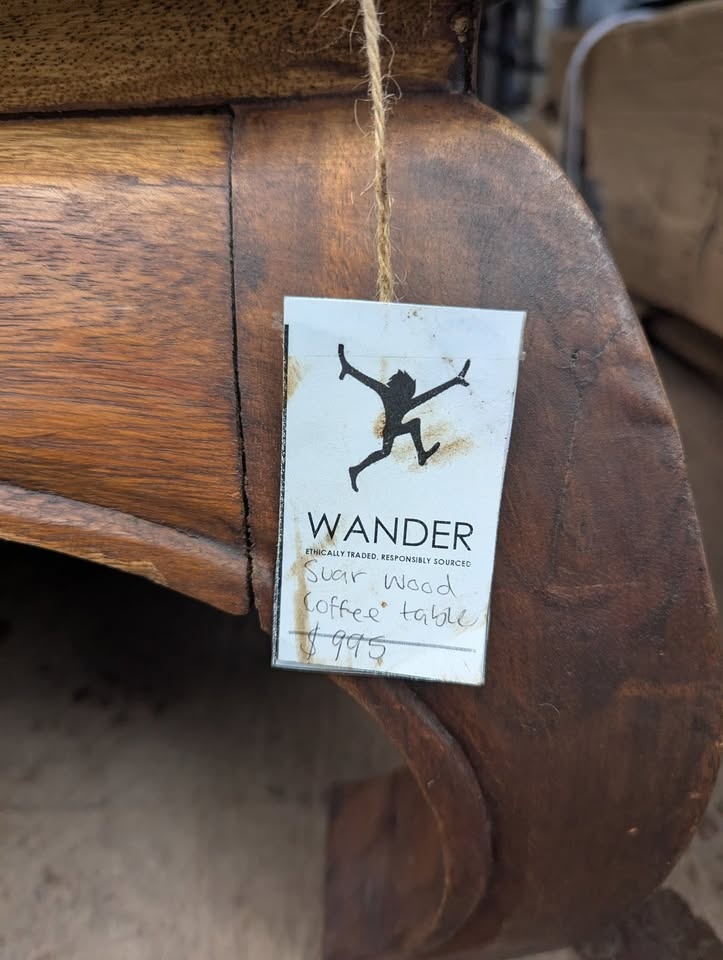 WANDER
ETHICALLY TRADED, RESPONSIBLY SOURCED
Suar wood
coffee table
$995